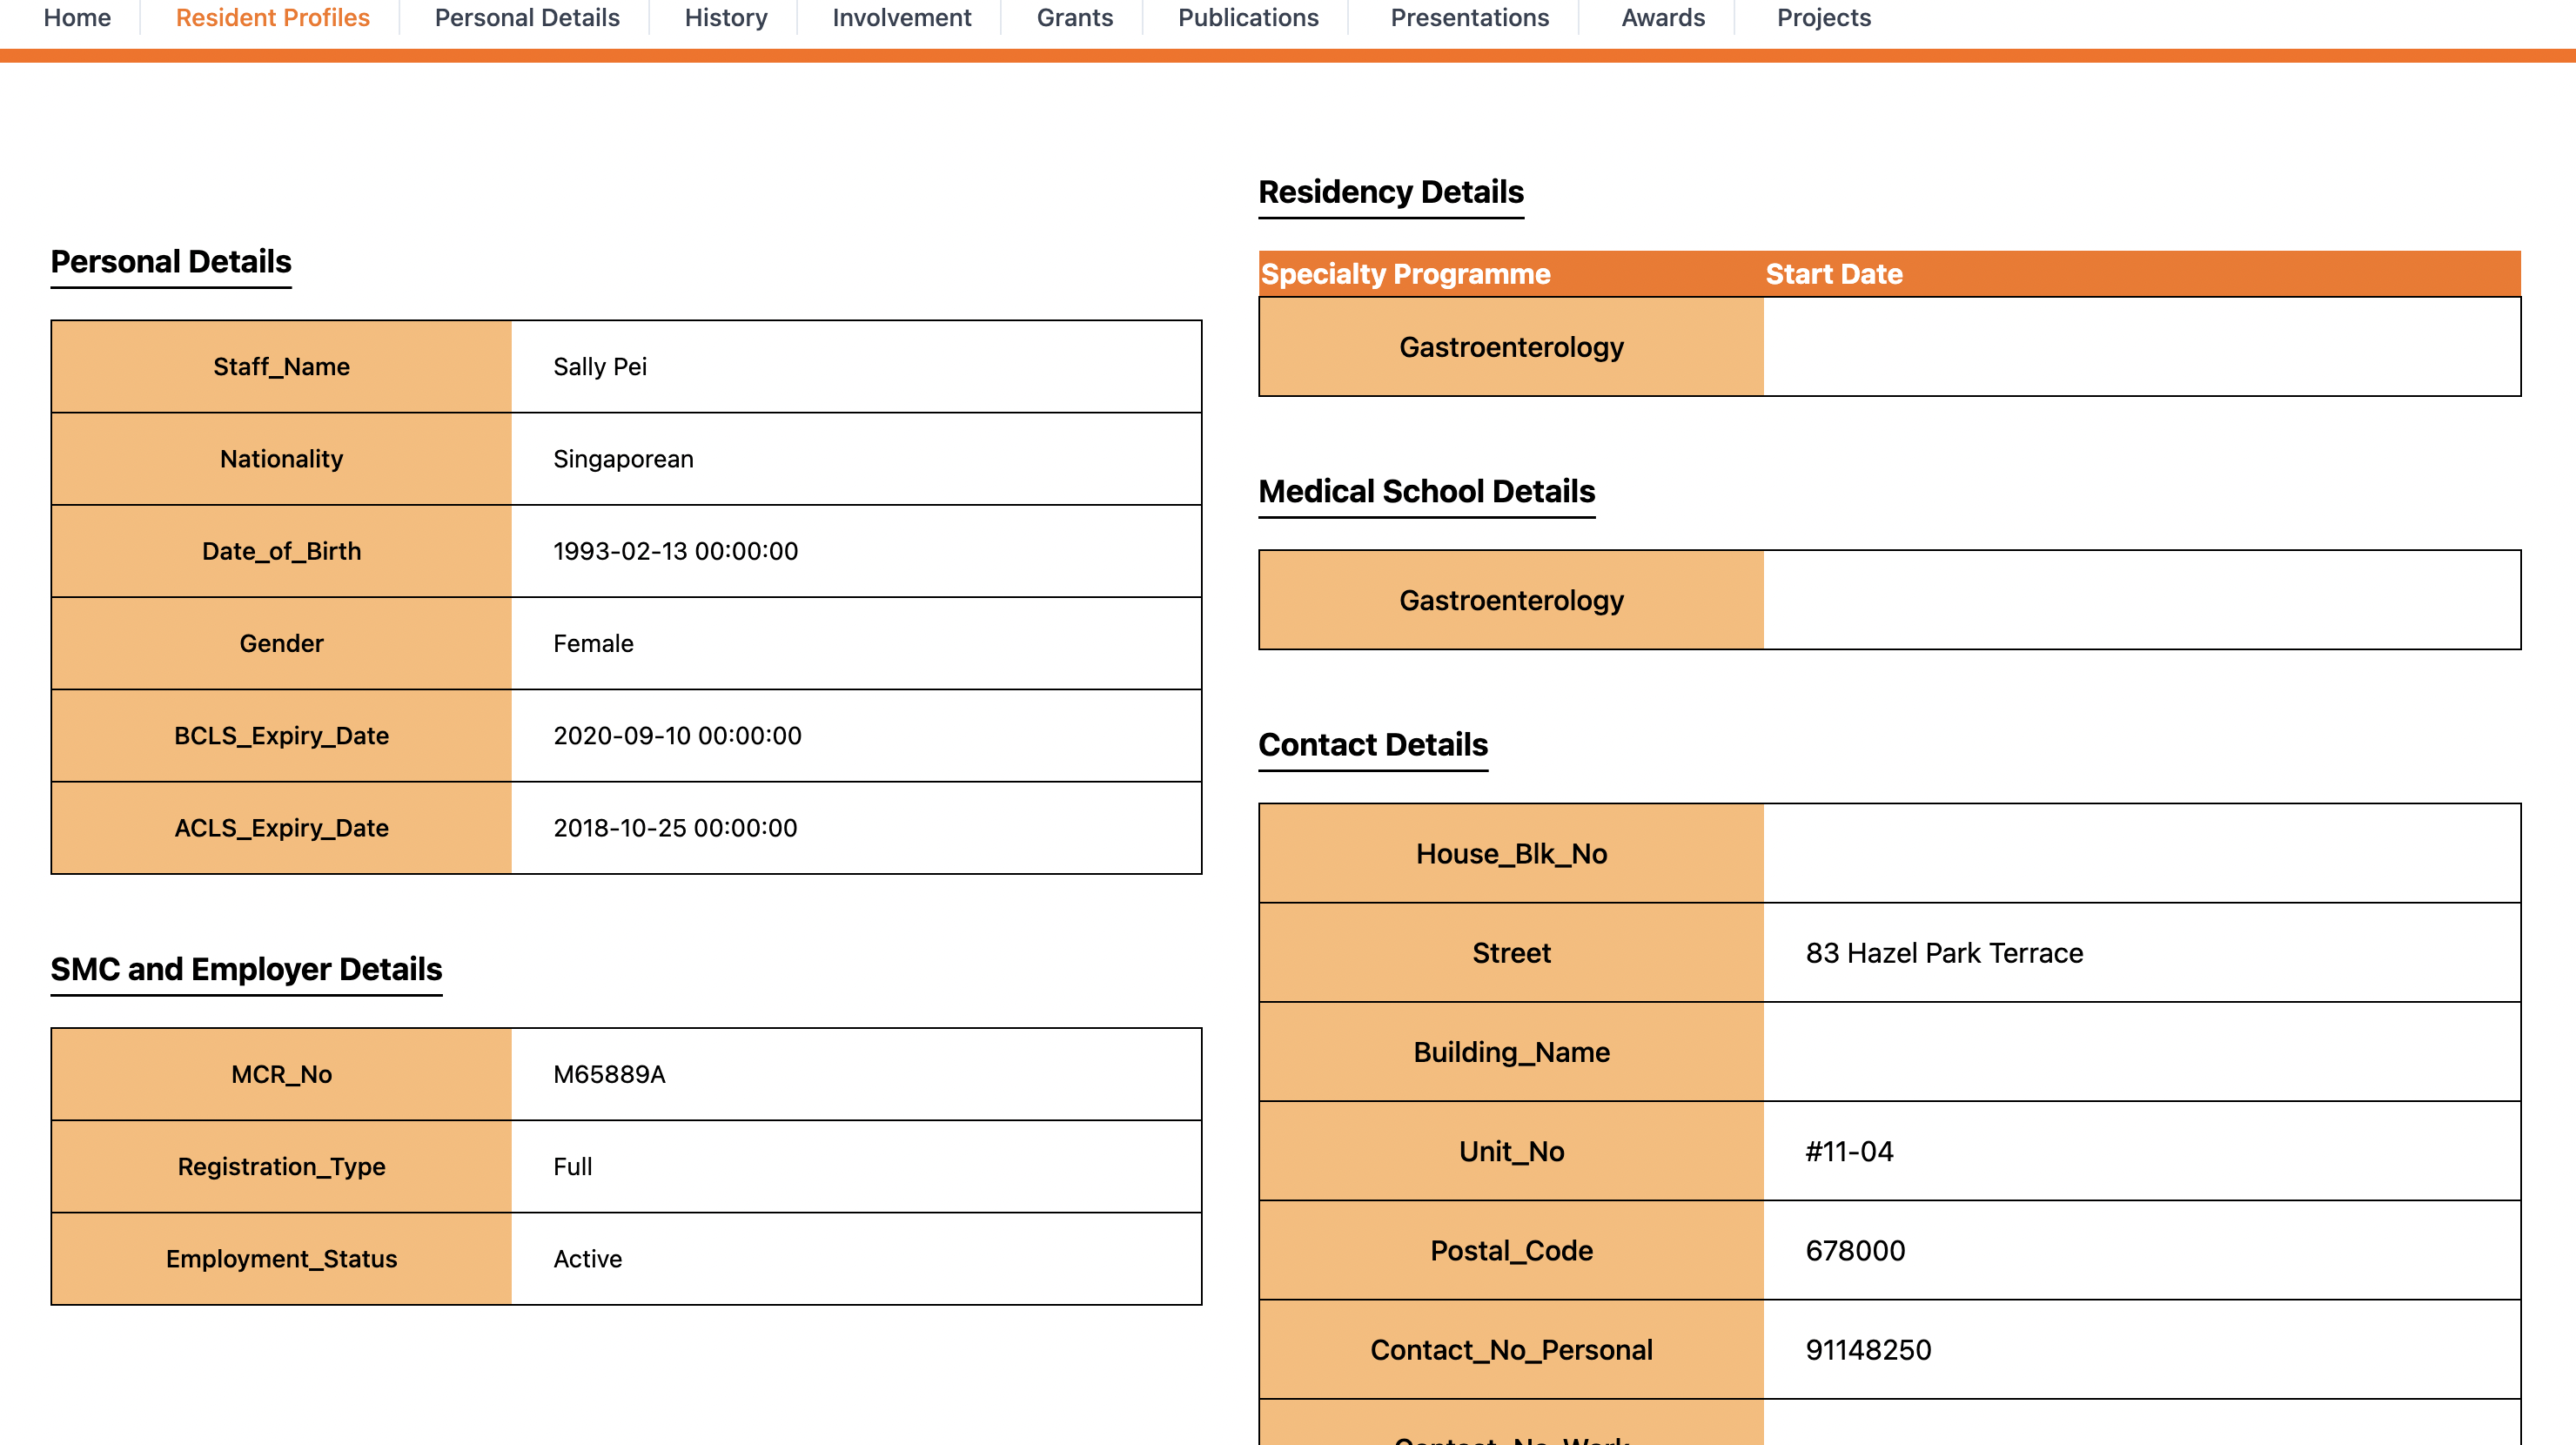 Home Resident Profiles Personal Details History Involvement Grants Publications Presentations Awards Projects
Personal Details
Staff_Name Sally Pei
Nationality Singaporean
Date_of_Birth 1993-02-13 00:00:00
Gender Female
BCLS_Expiry_Date 2020-09-10 00:00:00
ACLS_Expiry_Date 2018-10-25 00:00:00
SMC and Employer Details
MCR_No M65889A
Registration_Type Full
Employment_Status Active
Residency Details
Specialty Programme Start Date
Gastroenterology
Medical School Details
Gastroenterology
Contact Details
House_Blk_No
Street 83 Hazel Park Terrace
Building_Name
Unit_No #11-04
Postal_Code 678000
Contact_No_Personal 91148250
Contact_No_Work